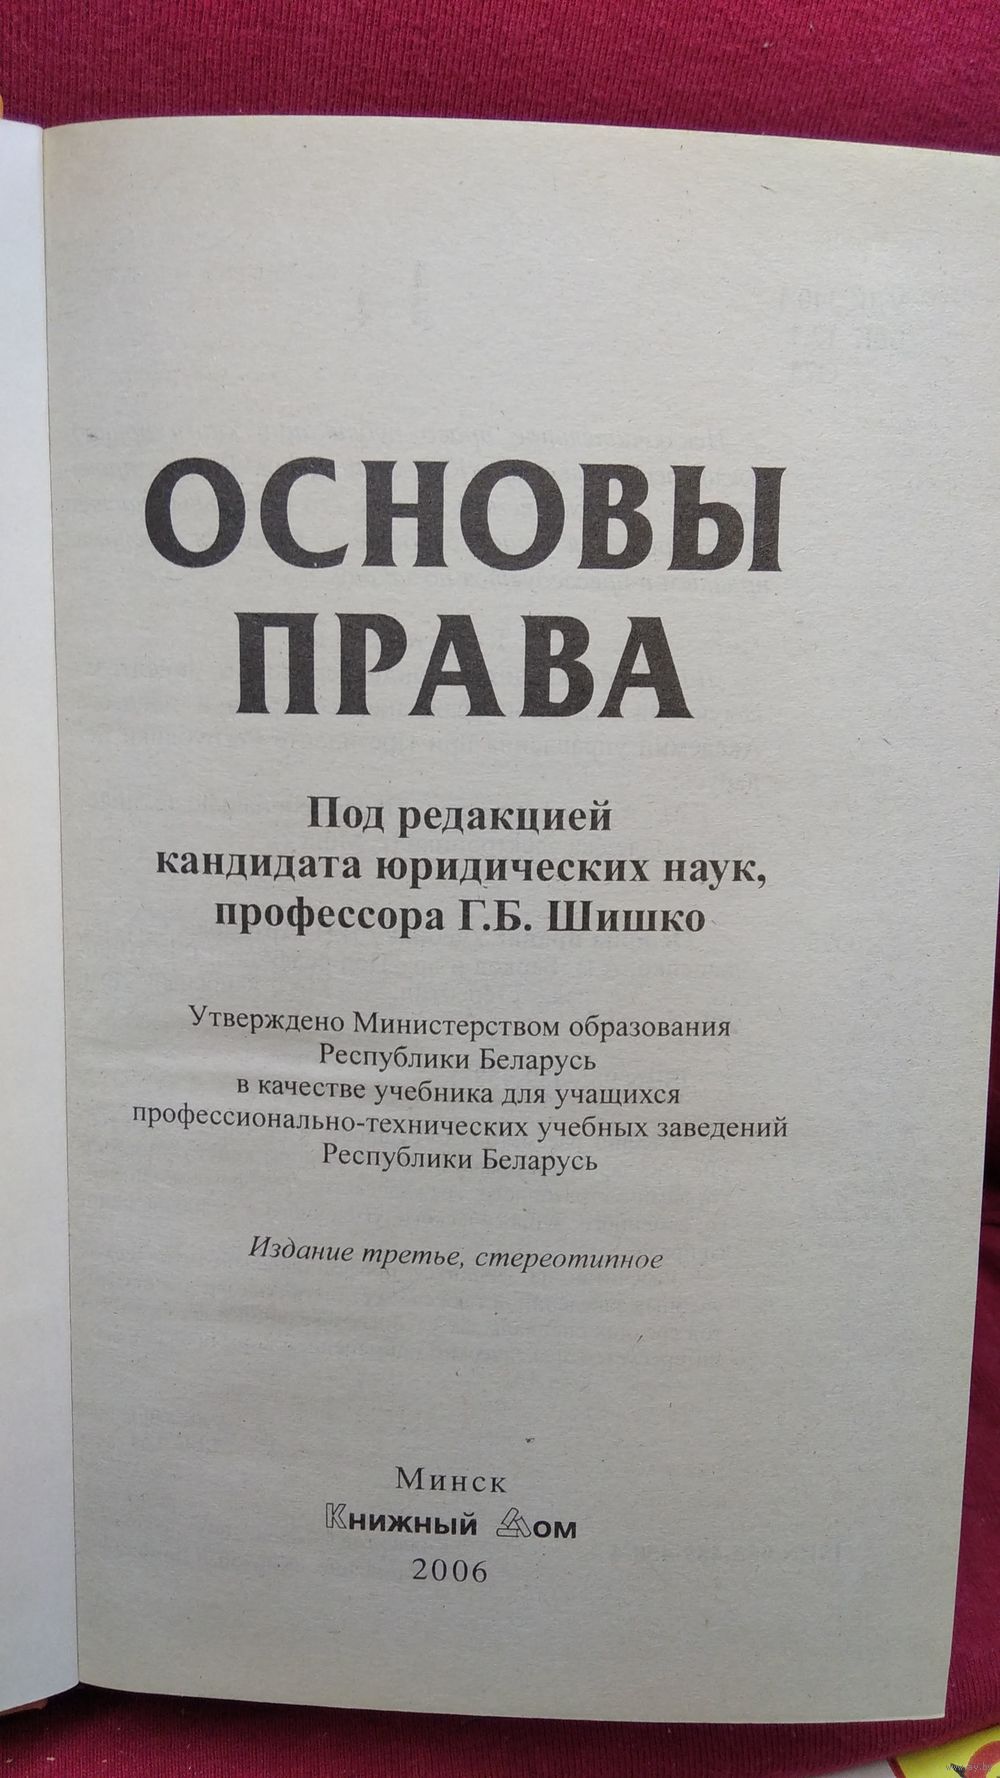 ОСНОВЫ
ПРАВА
Под редакцией
кандидата юридических наук,
профессора Г.Б. Шишко
Утверждено Министерством образования
Республики Беларусь
в качестве учебника для учащихся
профессионально-технических учебных заведений
Республики Беларусь
Издание третье, стереотипное
Минск
Книжный Дом
2006